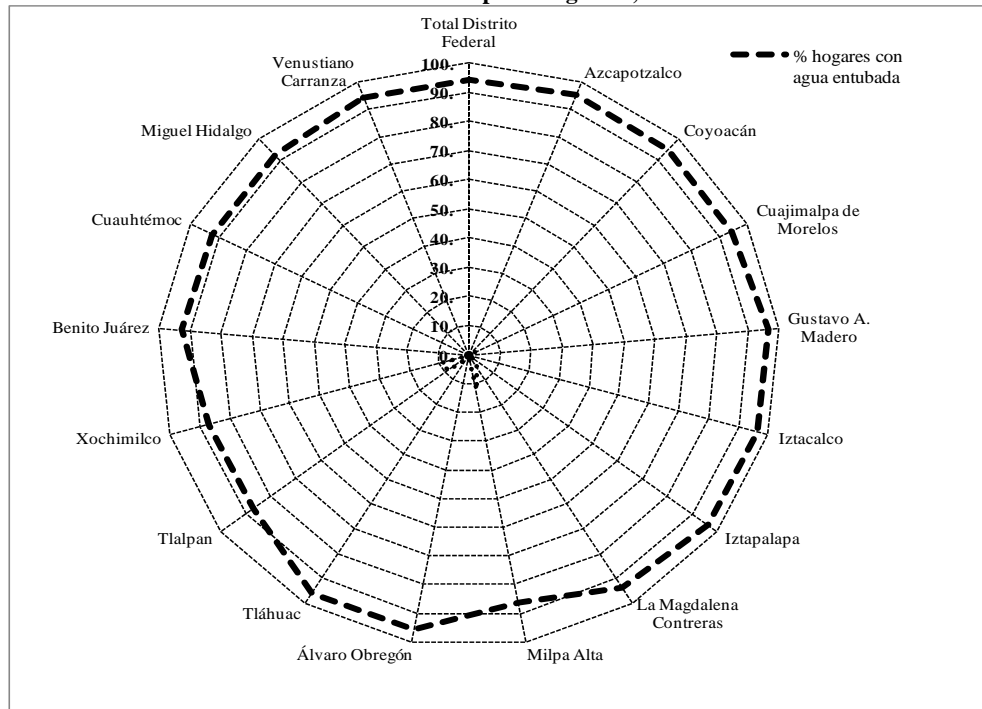 Total Distrito
Federal
Azcapotzalco
Coyoacán
Cuajimalpa de
Morelos
Gustavo A.
Madero
Iztacalco
Iztapalapa
La Magdalena
Contreras
Milpa Alta
Álvaro Obregón
Tláhuac
Tlalpan
Xochimilco
Benito Juárez
Cuauhtémoc
Miguel Hidalgo
Venustiano
Carranza
100.
90.
80.
70.
60.
50.
40.
30.
20.
10.
0.
% hogares con
agua entubada